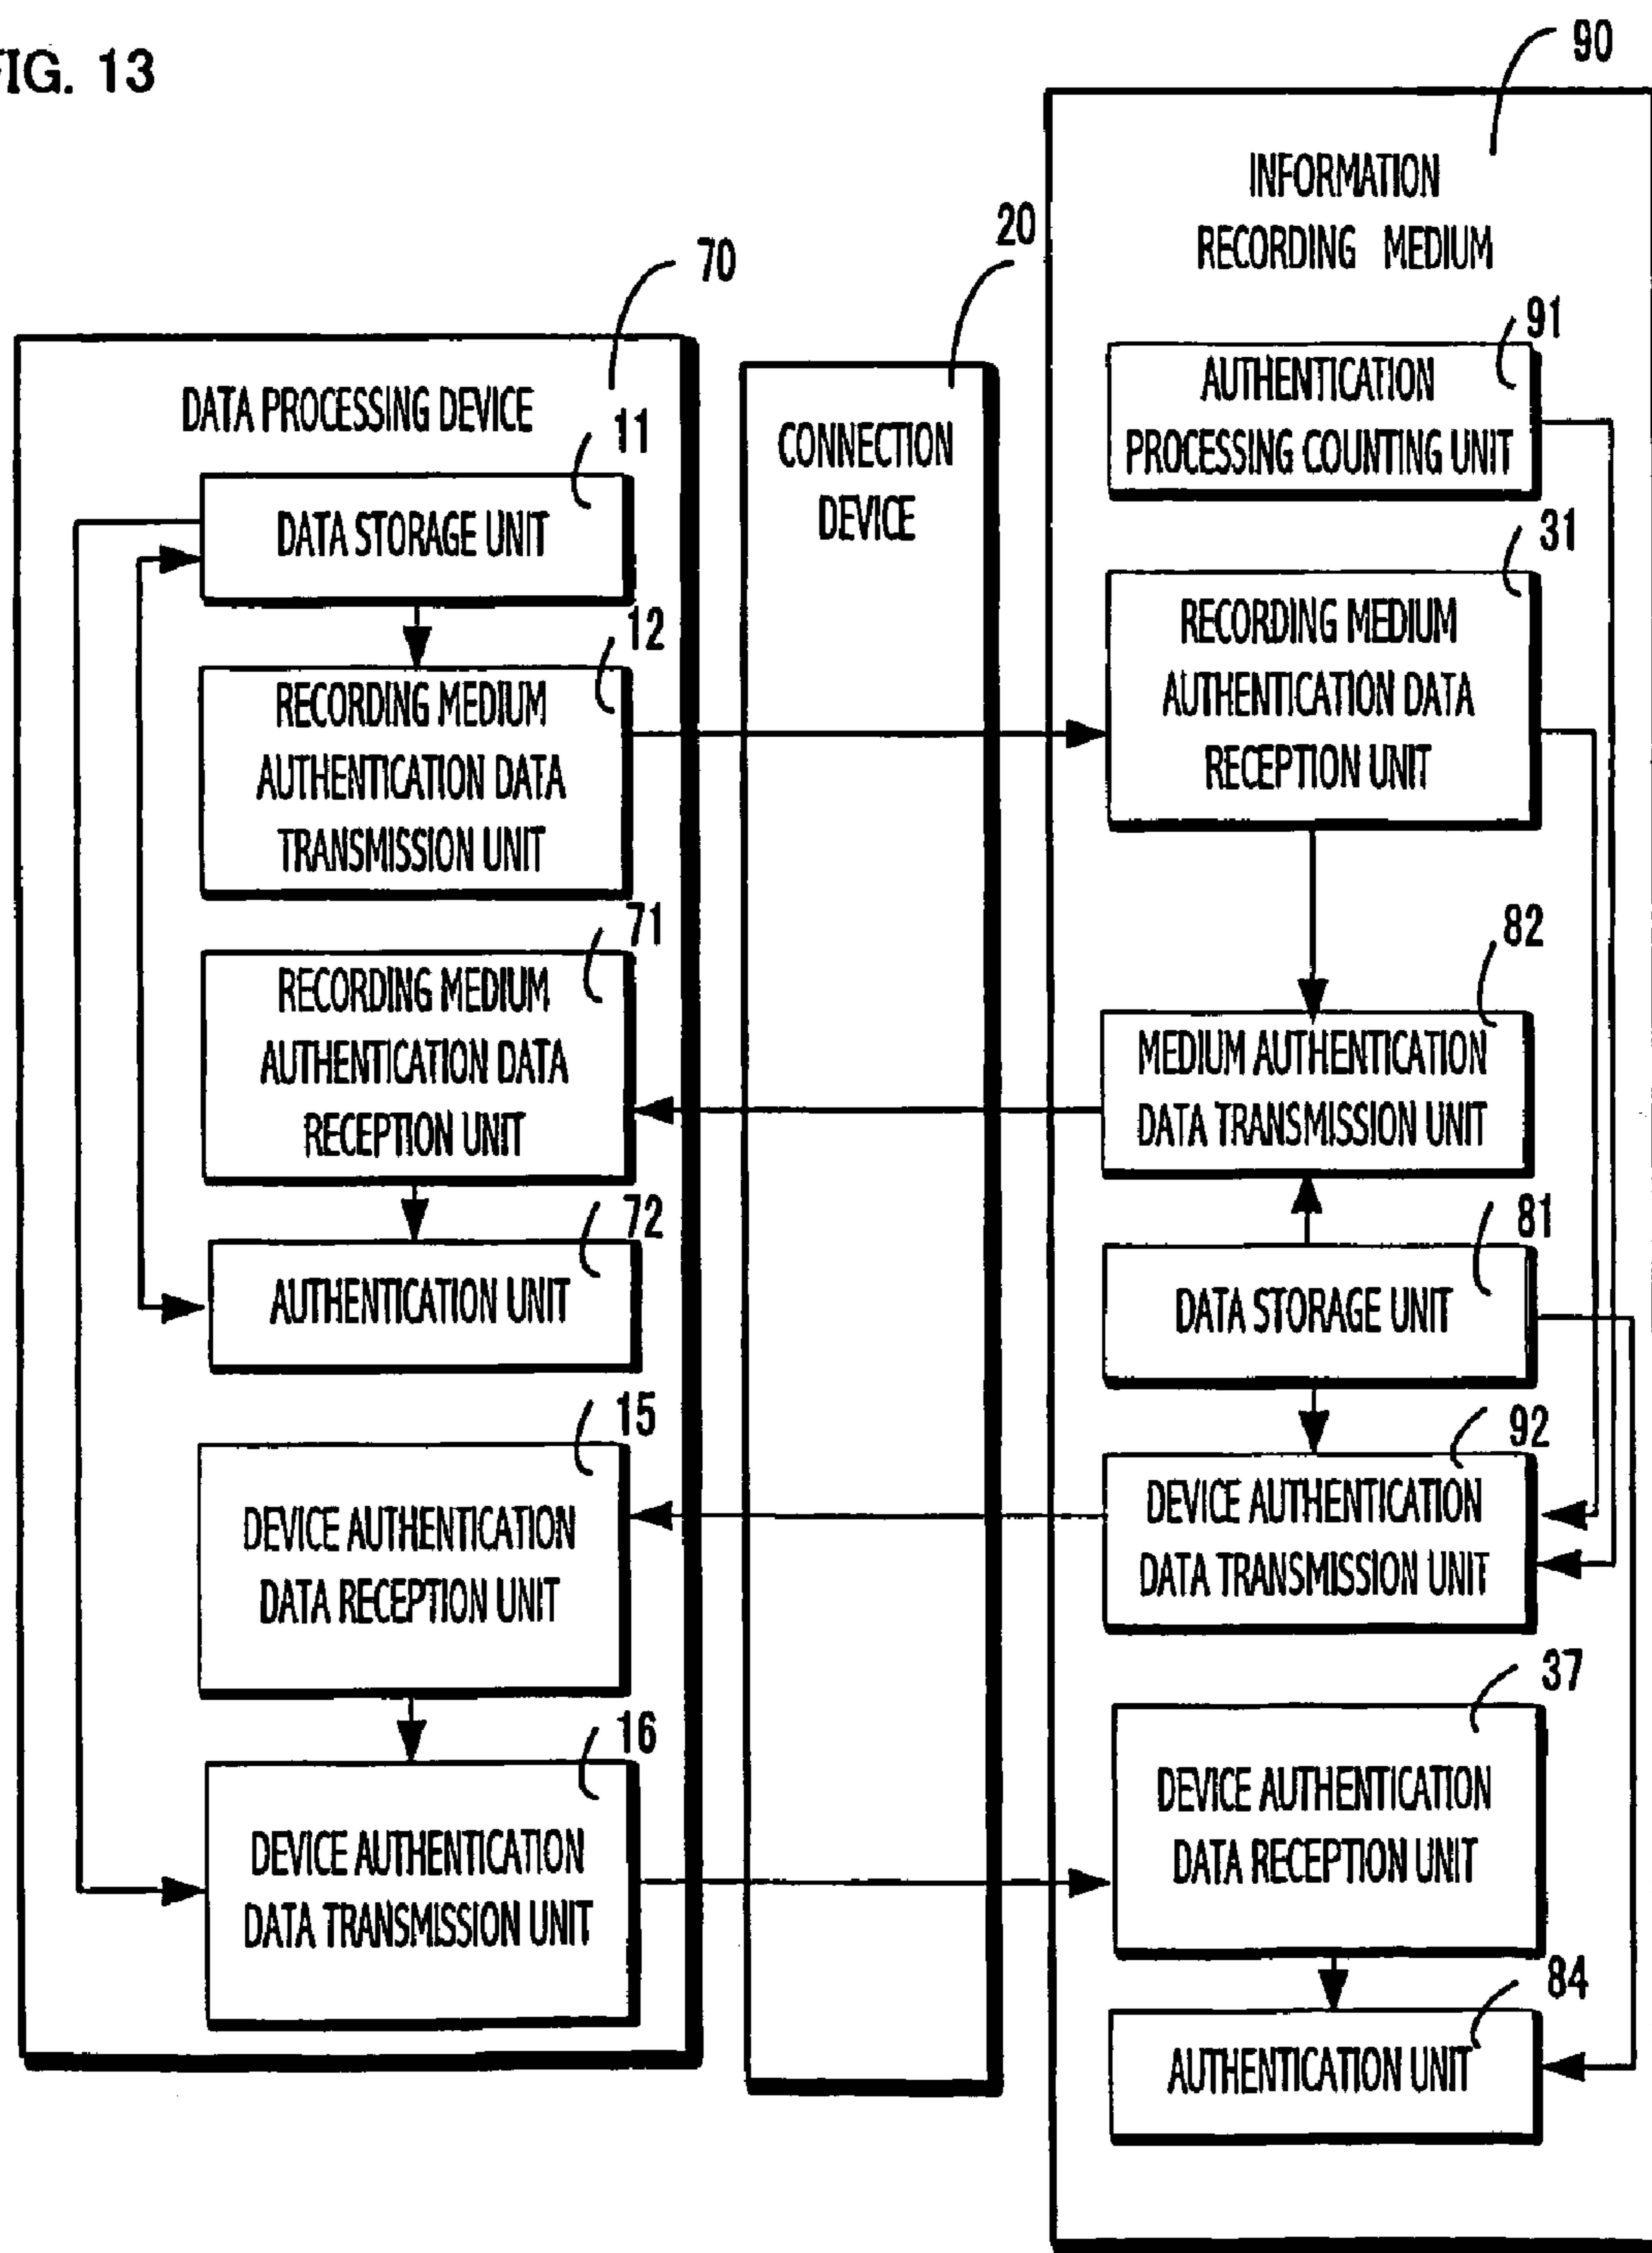 FIG. 13
90
INFORMATION
RECORDING MEDIUM
20
70
91
AUTHENTICATION
PROCESSING COUNTING UNIT
DATA PROCESSING DEVICE
11
CONNECTION
DEVICE
DATA STORAGE UNIT
31
RECORDING MEDIUM
AUTHENTICATION DATA
RECEPTION UNIT
12
RECORDING MEDIUM
AUTHENTICATION DATA
TRANSMISSION UNIT
71
RECORDING MEDIUM
AUTHENTICATION DATA
RECEPTION UNIT
82
MEDIUM AUTHENTICATION
DATA TRANSMISSION UNIT
72
AUTHENTICATION UNIT
81
DATA STORAGE UNIT
15
DEVICE AUTHENTICATION
DATA RECEPTION UNIT
92
DEVICE AUTHENTICATION
DATA TRANSMISSION UNIT
16
DEVICE AUTHENTICATION
DATA TRANSMISSION UNIT
37
DEVICE AUTHENTICATION
DATA RECEPTION UNIT
84
AUTHENTICATION UNIT